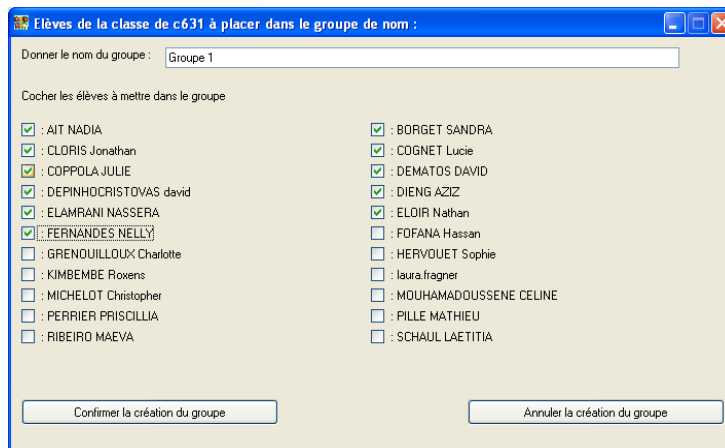 Elèves de la classe de c631 à placer dans le groupe de nom :
Donner le nom du groupe : Groupe 1
Cocher les élèves à mettre dans le groupe
: AIT NADIA : BORGET SANDRA
: CLORIS Jonathan : COGNET Lucie
: COPPOLA JULIE : DEMATOS DAVID
: DEPINHOCRISTOVAS david : DIENG AZIZ
: ELAMRANI NASSERA : ELOIR Nathan
: FERNANDES NELLY : FOFANA Hassan
: GRENOUILLOUX Charlotte : HERVOUET Sophie
: KIMBEMBE Roxens : laura.fragner
: MICHELOT Christopher : MOUHAMADOUSSENE CELINE
: PERRIER PRISCILLIA : PILLE MATHIEU
: RIBEIRO MAEVA : SCHAUL LAETITIA
Confirmer la création du groupe Annuler la création du groupe